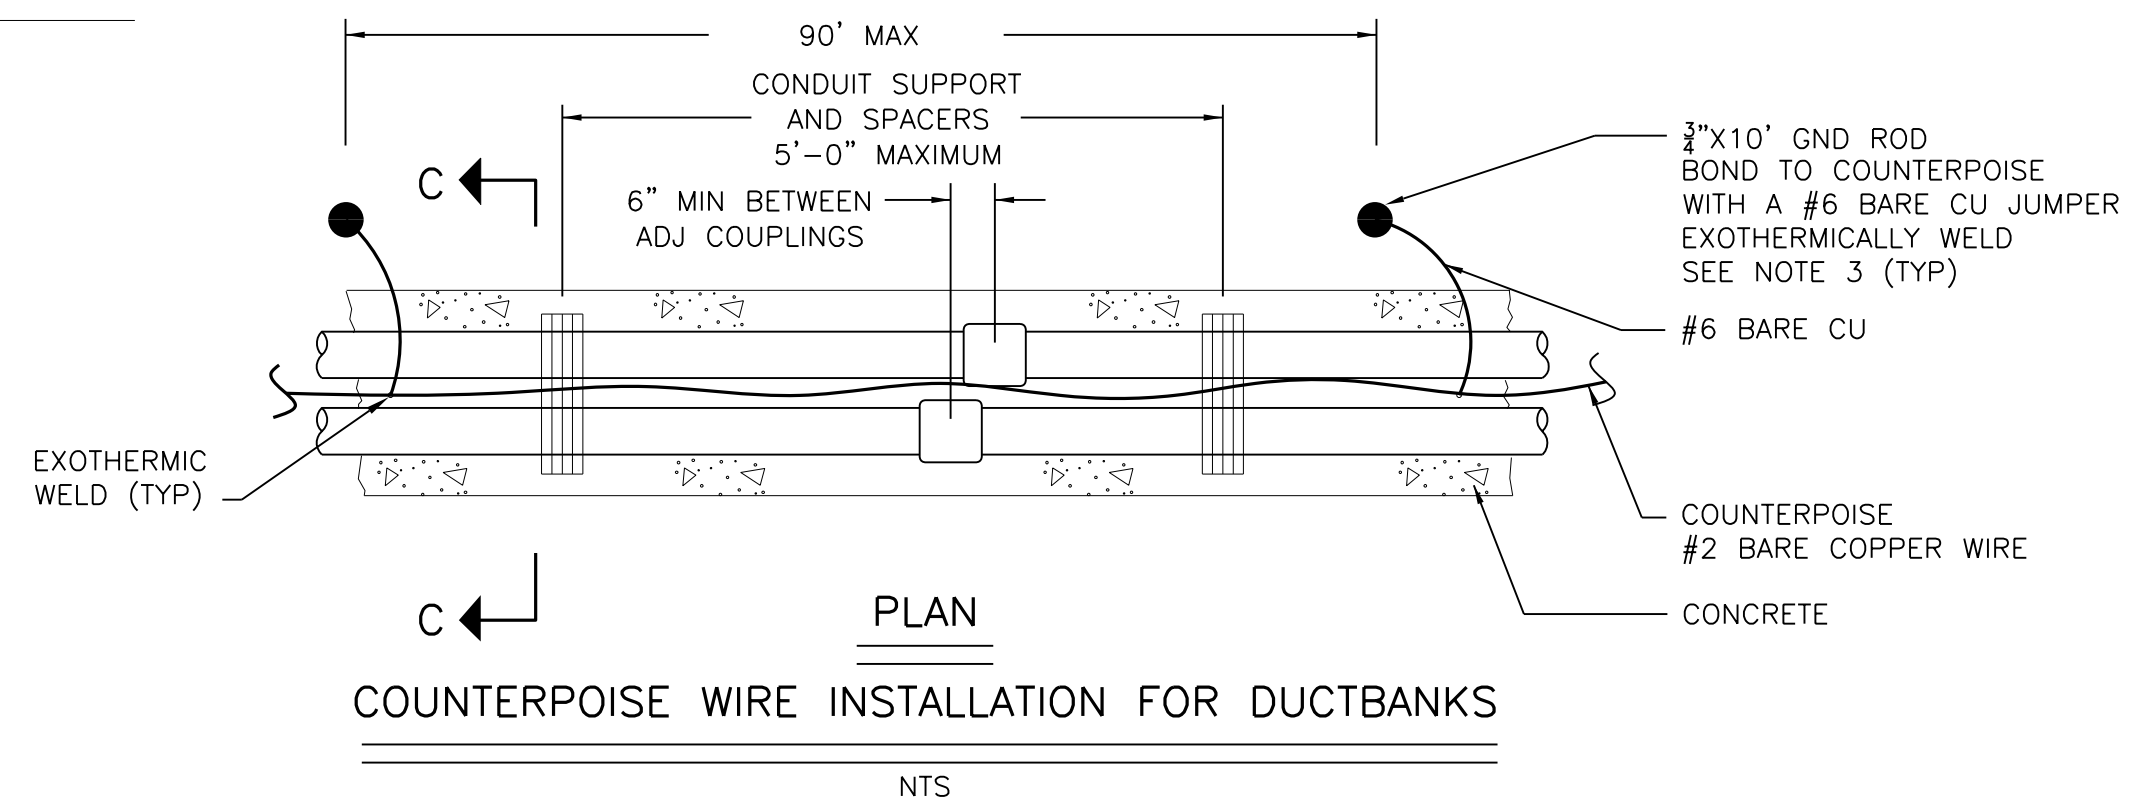 90' MAX
CONDUIT SUPPORT
AND SPACERS
5'-0" MAXIMUM
6" MIN BETWEEN
ADJ COUPLINGS
C
3/4"X10' GND ROD
BOND TO COUNTERPOISE
WITH A #6 BARE CU JUMPER
EXOTHERMICALLY WELD
SEE NOTE 3 (TYP)
#6 BARE CU
EXOTHERMIC
WELD (TYP)
COUNTERPOISE
#2 BARE COPPER WIRE
CONCRETE
C
PLAN
COUNTERPOISE WIRE INSTALLATION FOR DUCTBANKS
NTS